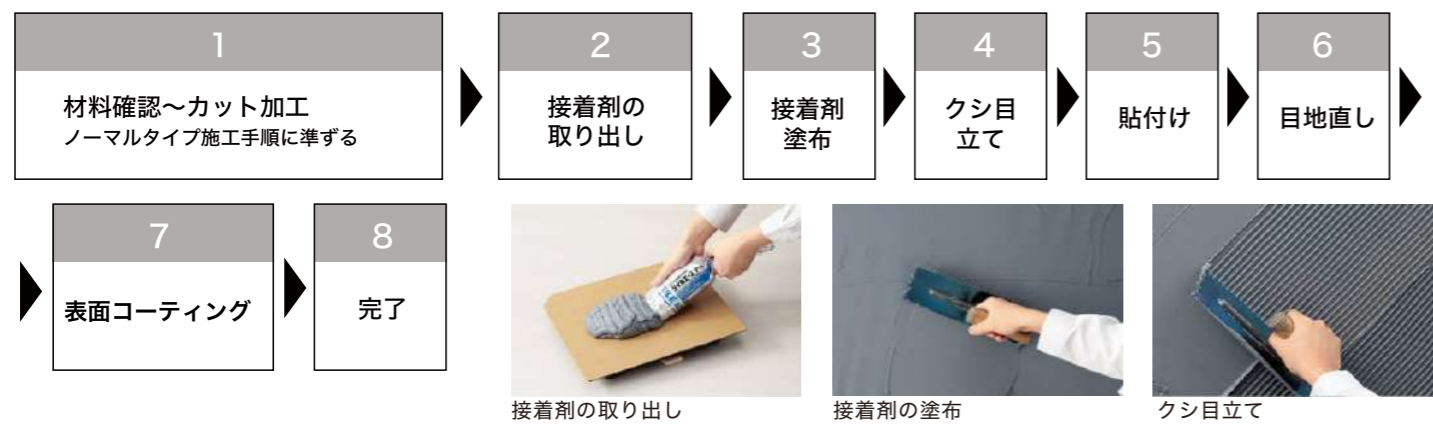 1
材料確認～カット加工
ノーマルタイプ施工手順に準ずる
2
接着剤の
取り出し
3
接着剤
塗布
4
クシ目
立て
5
貼付け
6
目地直し
7
表面コーティング
8
完了
接着剤の取り出し
接着剤の塗布
クシ目立て